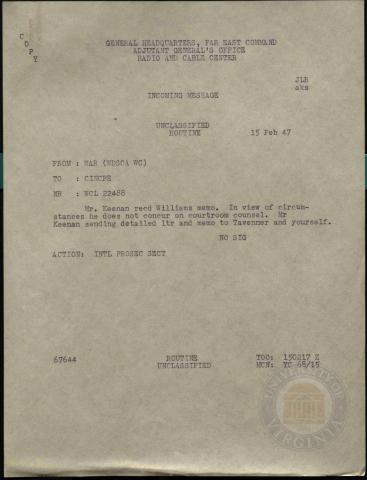 C
O
P
Y
GENERAL HEADQUARTERS, FAR EAST COMMAND
ADJUTANT GENERAL'S OFFICE
RADIO AND CABLE CENTER
JLR
aks
INCOMING MESSAGE
UNCLASSIFIED
ROUTINE 15 Feb 47
FROM : WAR (WDSCA WC)
TO : CINCFE
NR : WCL 22488
Mr. Keenan recd Williams memo. In view of circum-
stances he does not concur on courtroom counsel. Mr
Keenan sending detailed ltr and memo to Tavenner and yourself.
NO SIG
ACTION: INTL PROSEC SECT
67644 ROUTINE TOO: 150217 Z
UNCLASSIFIED MCN: YC 68/15
UNIVERSITY OF
VIRGINIA